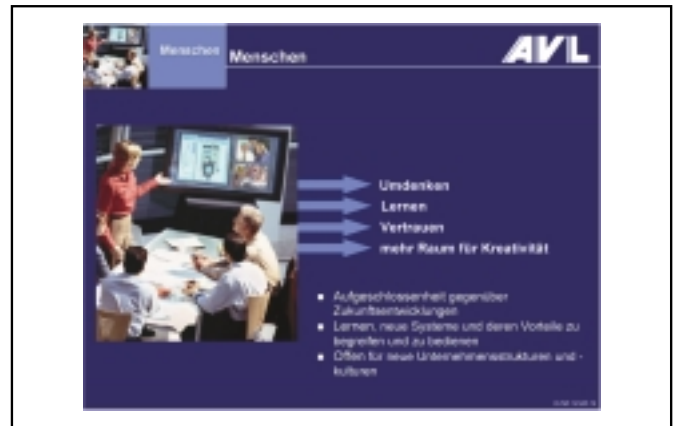 Menschen
Menschen
AVL
Umdenken
Lernen
Vertrauen
mehr Raum für Kreativität
Aufgeschlossenheit gegenüber
Zukunftsentwicklungen
Lernen, neue Systeme und deren Vorteile zu
begreifen und zu bedienen
Offen für neue Unternehmensstrukturen und -
kulturen